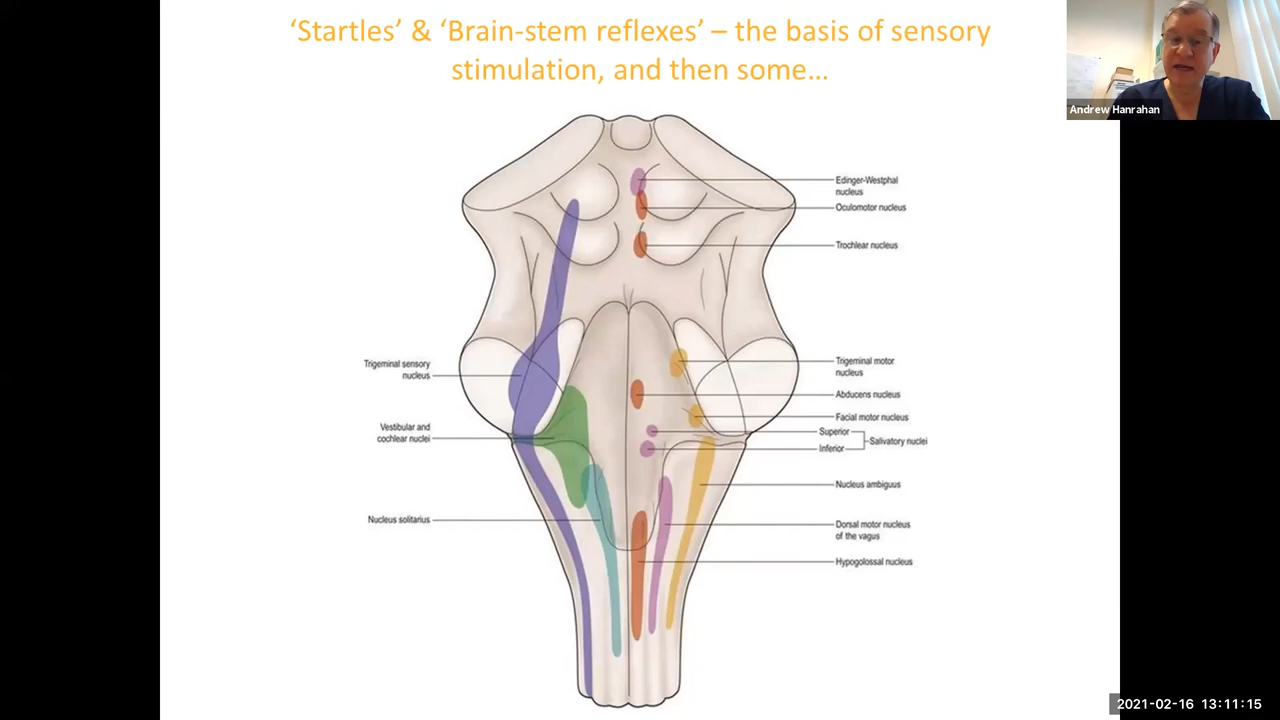 ‘Startles’ & ‘Brain-stem reflexes’ – the basis of sensory
stimulation, and then some…
Andrew Hanrahan
Edinger-Westphal
nucleus
Oculomotor nucleus
Trochlear nucleus
Trigeminal sensory
nucleus
Trigeminal motor
nucleus
Abducens nucleus
Facial motor nucleus
Vestibular and
cochlear nuclei
Superior
Salivatory nuclei
Inferior
Nucleus ambiguus
Nucleus solitarius
Dorsal motor nucleus
of the vagus
Hypogolossal nucleus
2021-02-16 13:11:15